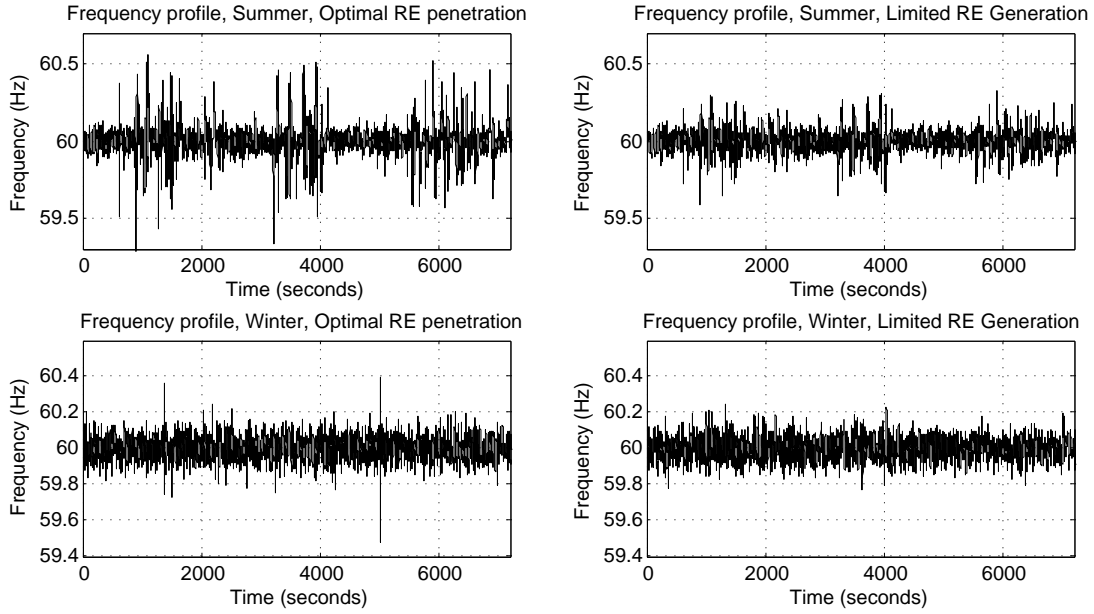 Frequency profile, Summer, Optimal RE penetration
60.5
60
59.5
Frequency (Hz)
0 2000 4000 6000
Time (seconds)
Frequency profile, Summer, Limited RE Generation
60.5
60
59.5
Frequency (Hz)
0 2000 4000 6000
Time (seconds)
Frequency profile, Winter, Optimal RE penetration
60.4
60.2
60
59.8
59.6
59.4
Frequency (Hz)
0 2000 4000 6000
Time (seconds)
Frequency profile, Winter, Limited RE Generation
60.4
60.2
60
59.8
59.6
59.4
Frequency (Hz)
0 2000 4000 6000
Time (seconds)